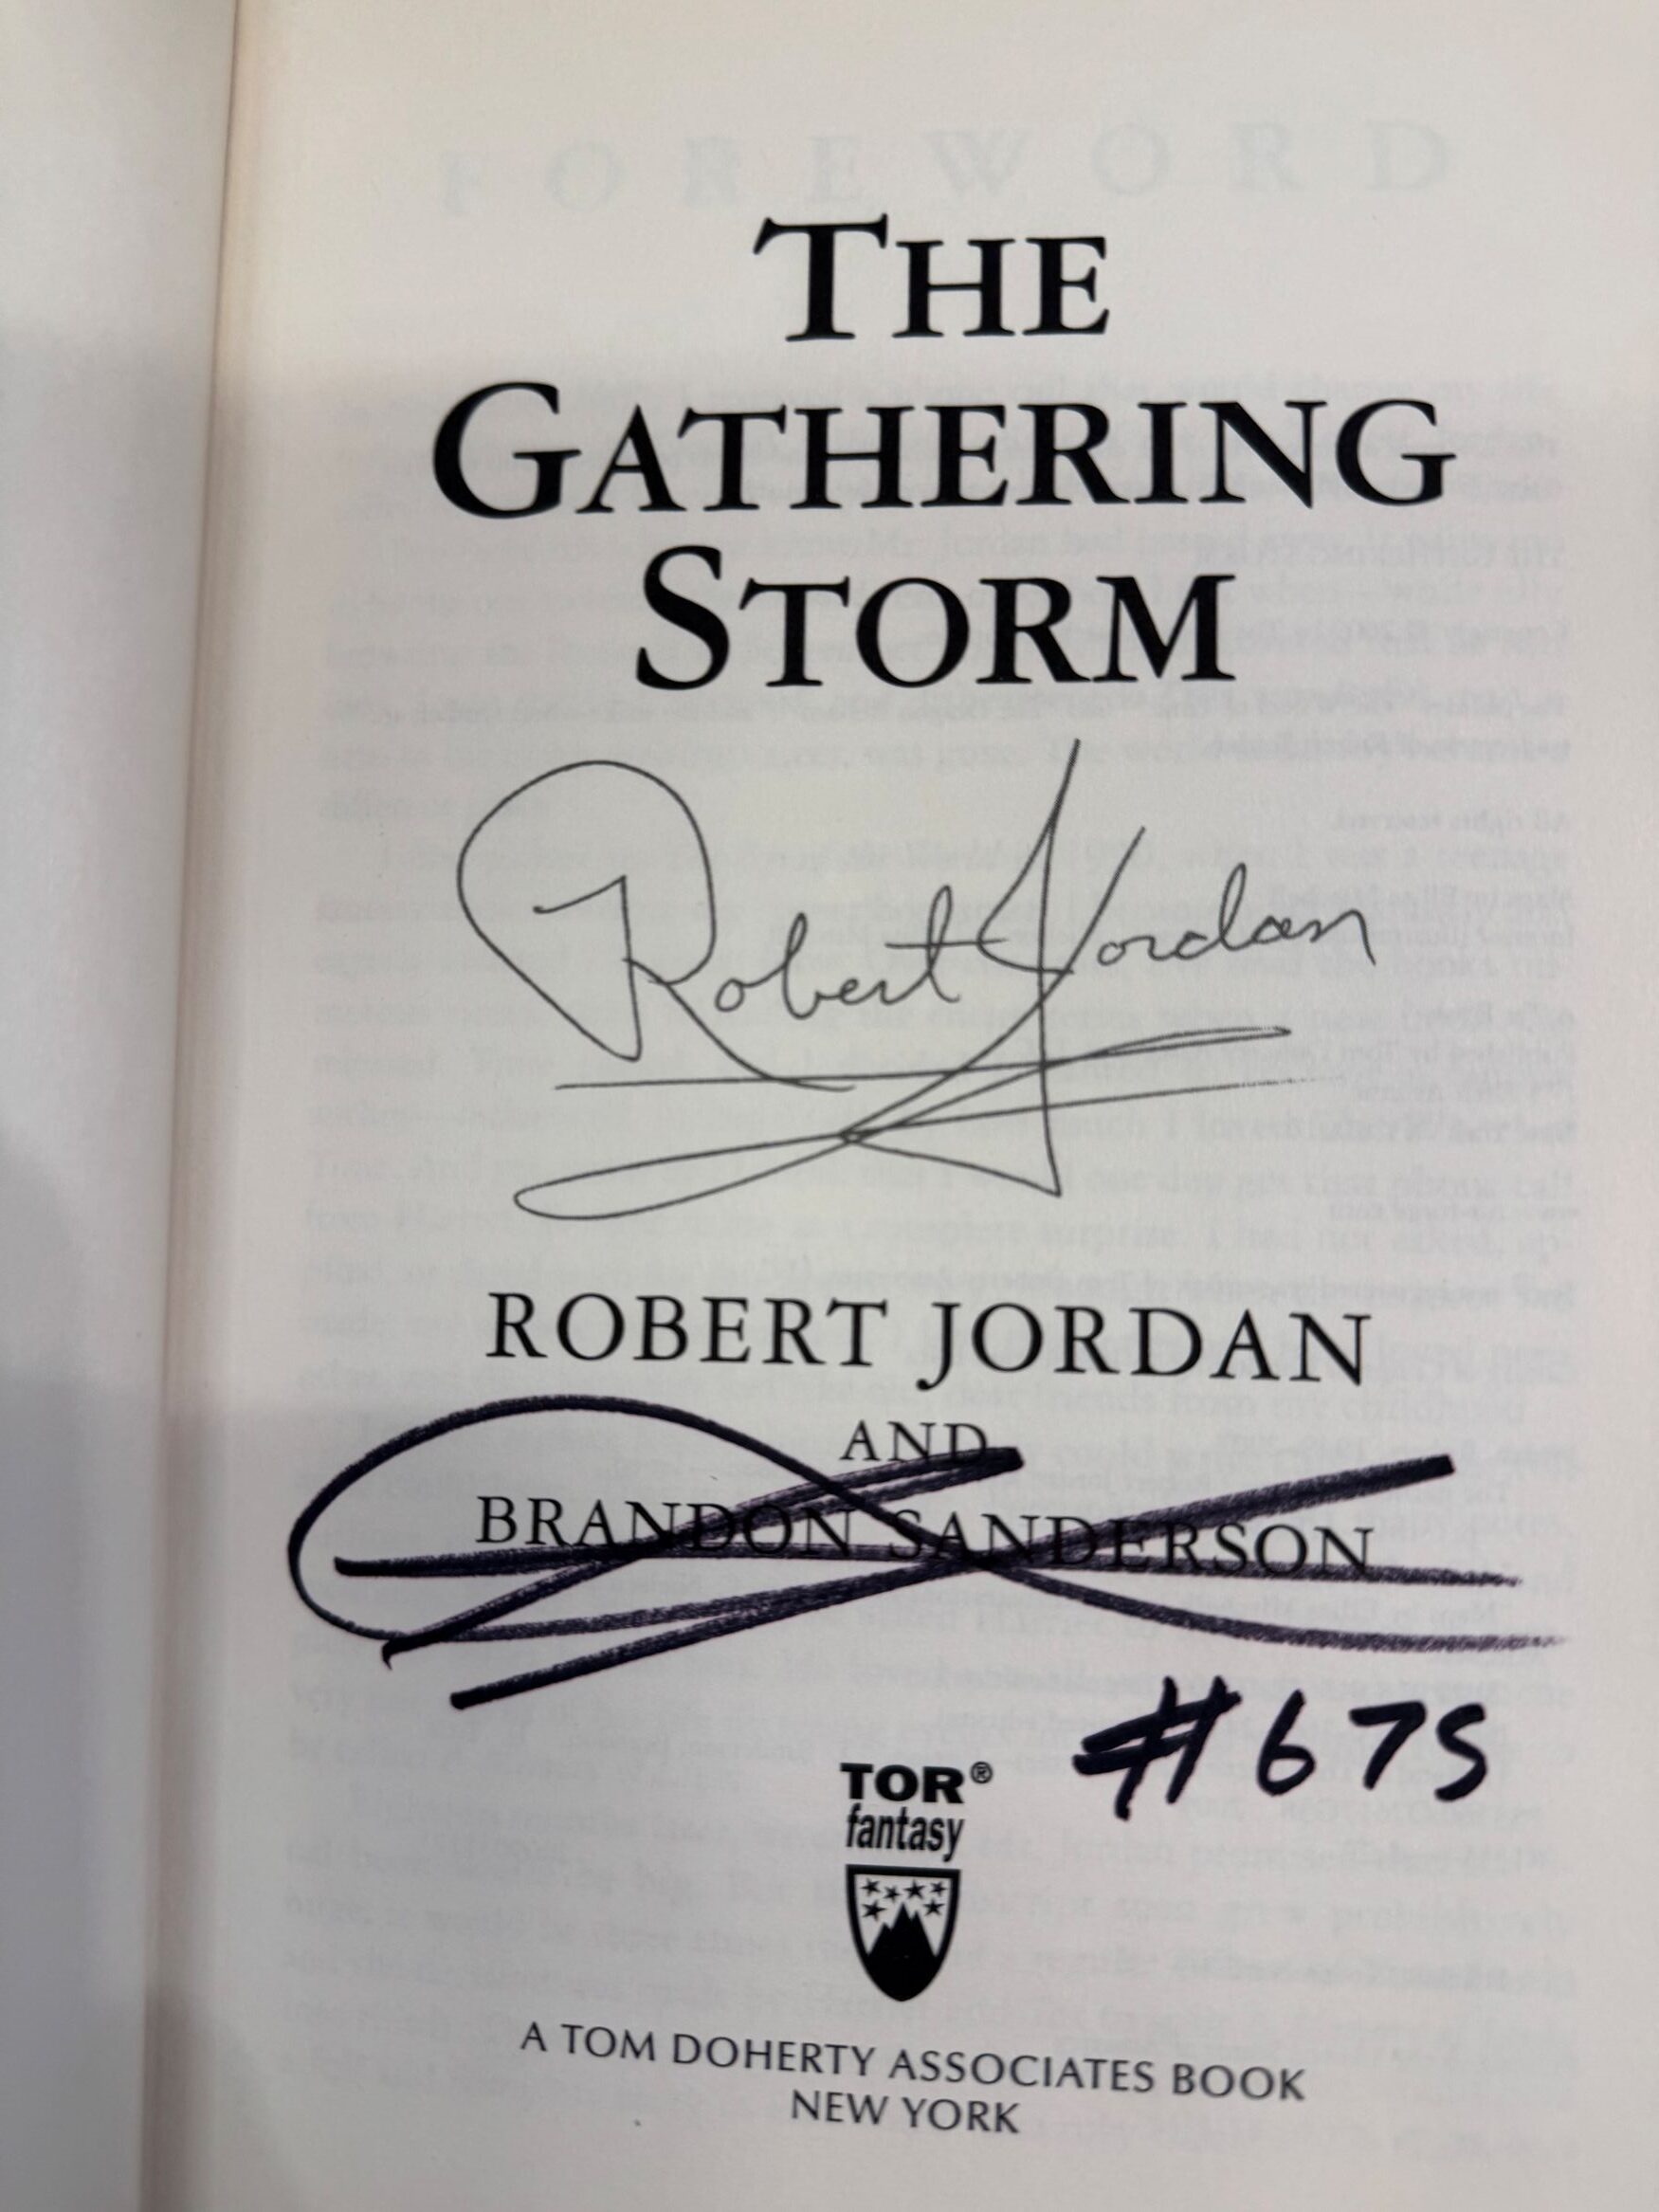 FOREWORD
THE
GATHERING
STORM
Robert Jordan
ROBERT JORDAN
AND
BRANDON SANDERSON
#675
TOR®
fantasy
A TOM DOHERTY ASSOCIATES BOOK
NEW YORK